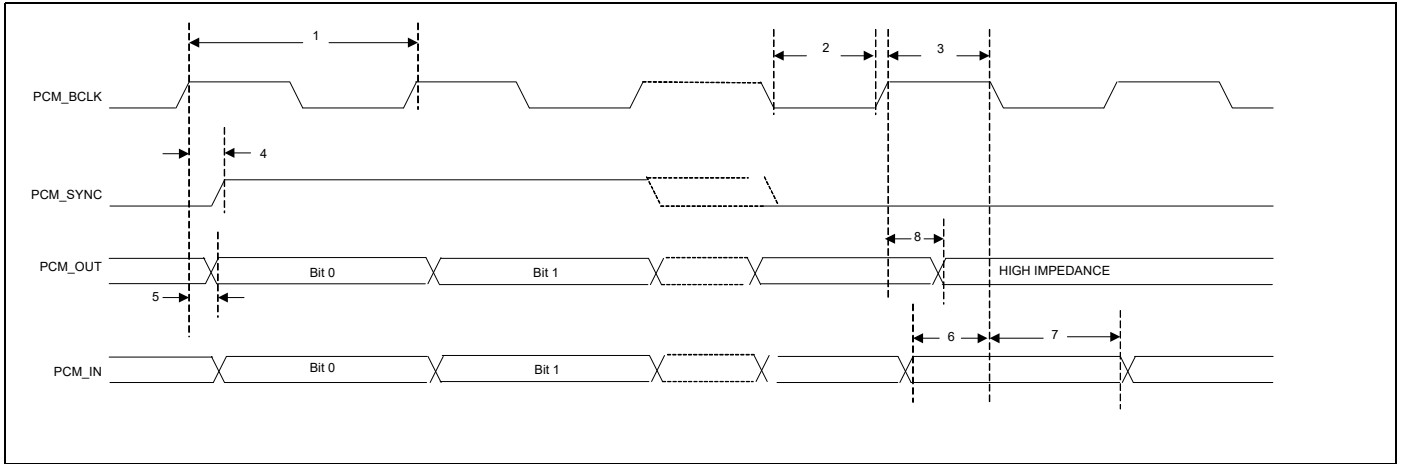 1
2
3
PCM_BCLK
4
PCM_SYNC
8
PCM_OUT
Bit 0
Bit 1
HIGH IMPEDANCE
5
6
7
PCM_IN
Bit 0
Bit 1